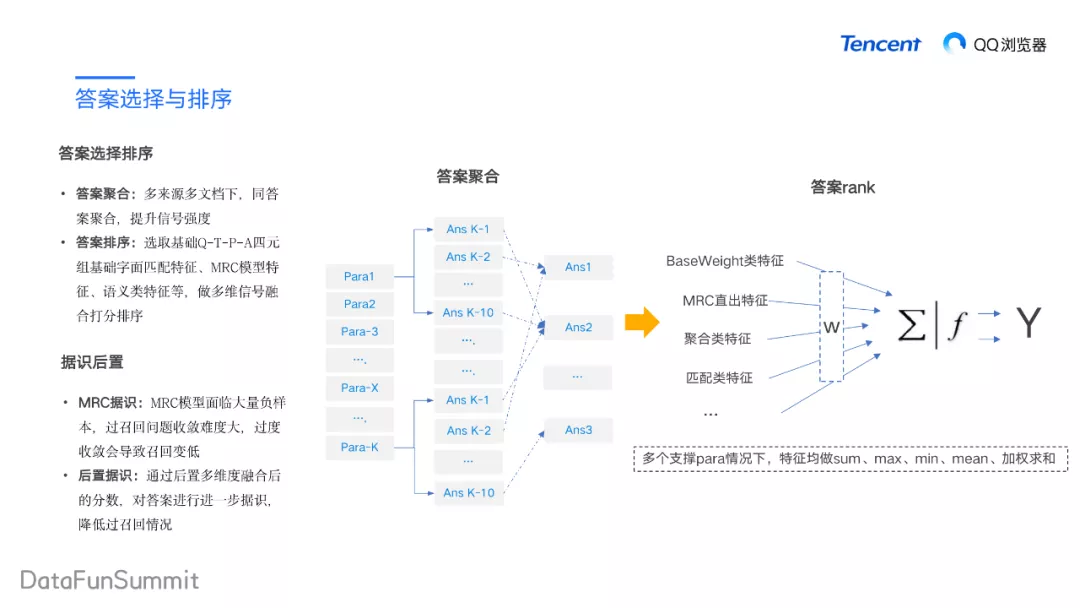 Tencent QQ浏览器
答案选择与排序
答案选择排序
• 答案聚合：多来源多文档下，同答
案聚合，提升信号强度
• 答案排序：选取基础Q-T-P-A四元
组基础字面匹配特征、MRC模型特
征、语义类特征等，做多维信号融
合打分排序
据识后置
• MRC据识：MRC模型面临大量负样
本，过召回问题收敛难度大，过度
收敛会导致召回变低
• 后置据识：通过后置多维度融合后
的分数，对答案进行进一步据识，
降低过召回情况
答案聚合
Para1
Para2
Para-3
….
Para-X
….
Para-K
Ans K-1
Ans K-2
…
Ans K-10
….
….
Ans K-1
Ans K-2
…
Ans K-10
Ans1
Ans2
…
Ans3
答案rank
BaseWeight类特征
MRC直出特征
聚合类特征
匹配类特征
…
W
∑ | f
Y
多个支撑para情况下，特征均做sum、max、min、mean、加权求和
DataFunSummit